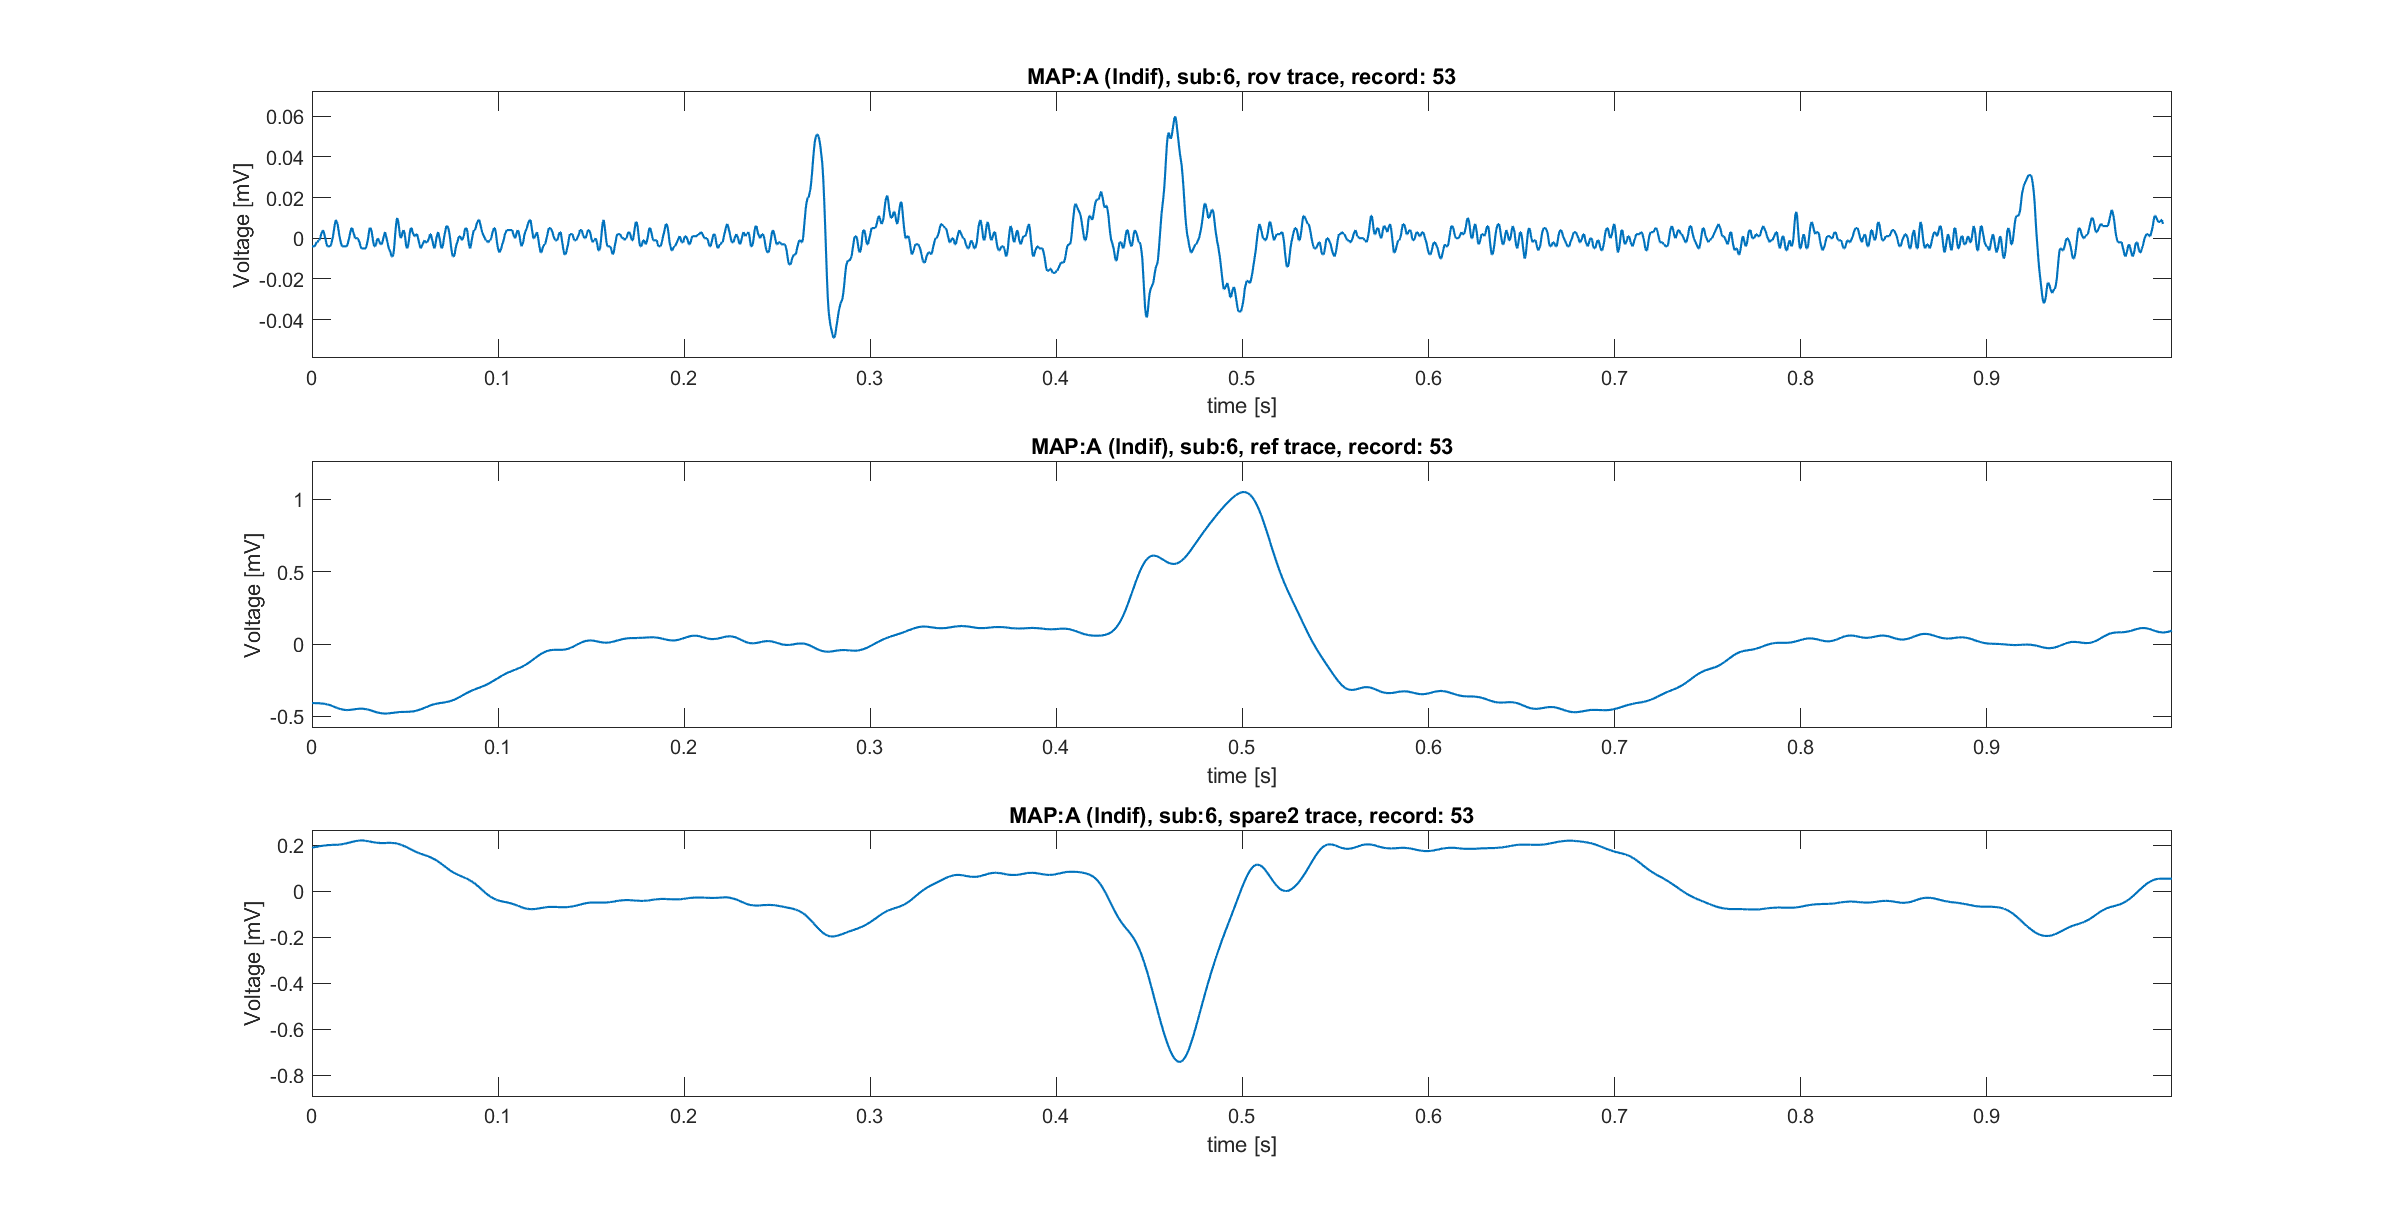 MAP:A (Indif), sub:6, rov trace, record: 53
Voltage [mV]
0.06
0.04
0.02
0
-0.02
-0.04
0 0.1 0.2 0.3 0.4 0.5 0.6 0.7 0.8 0.9
time [s]
MAP:A (Indif), sub:6, ref trace, record: 53
Voltage [mV]
1
0.5
0
-0.5
0 0.1 0.2 0.3 0.4 0.5 0.6 0.7 0.8 0.9
time [s]
MAP:A (Indif), sub:6, spare2 trace, record: 53
Voltage [mV]
0.2
0
-0.2
-0.4
-0.6
-0.8
0 0.1 0.2 0.3 0.4 0.5 0.6 0.7 0.8 0.9
time [s]